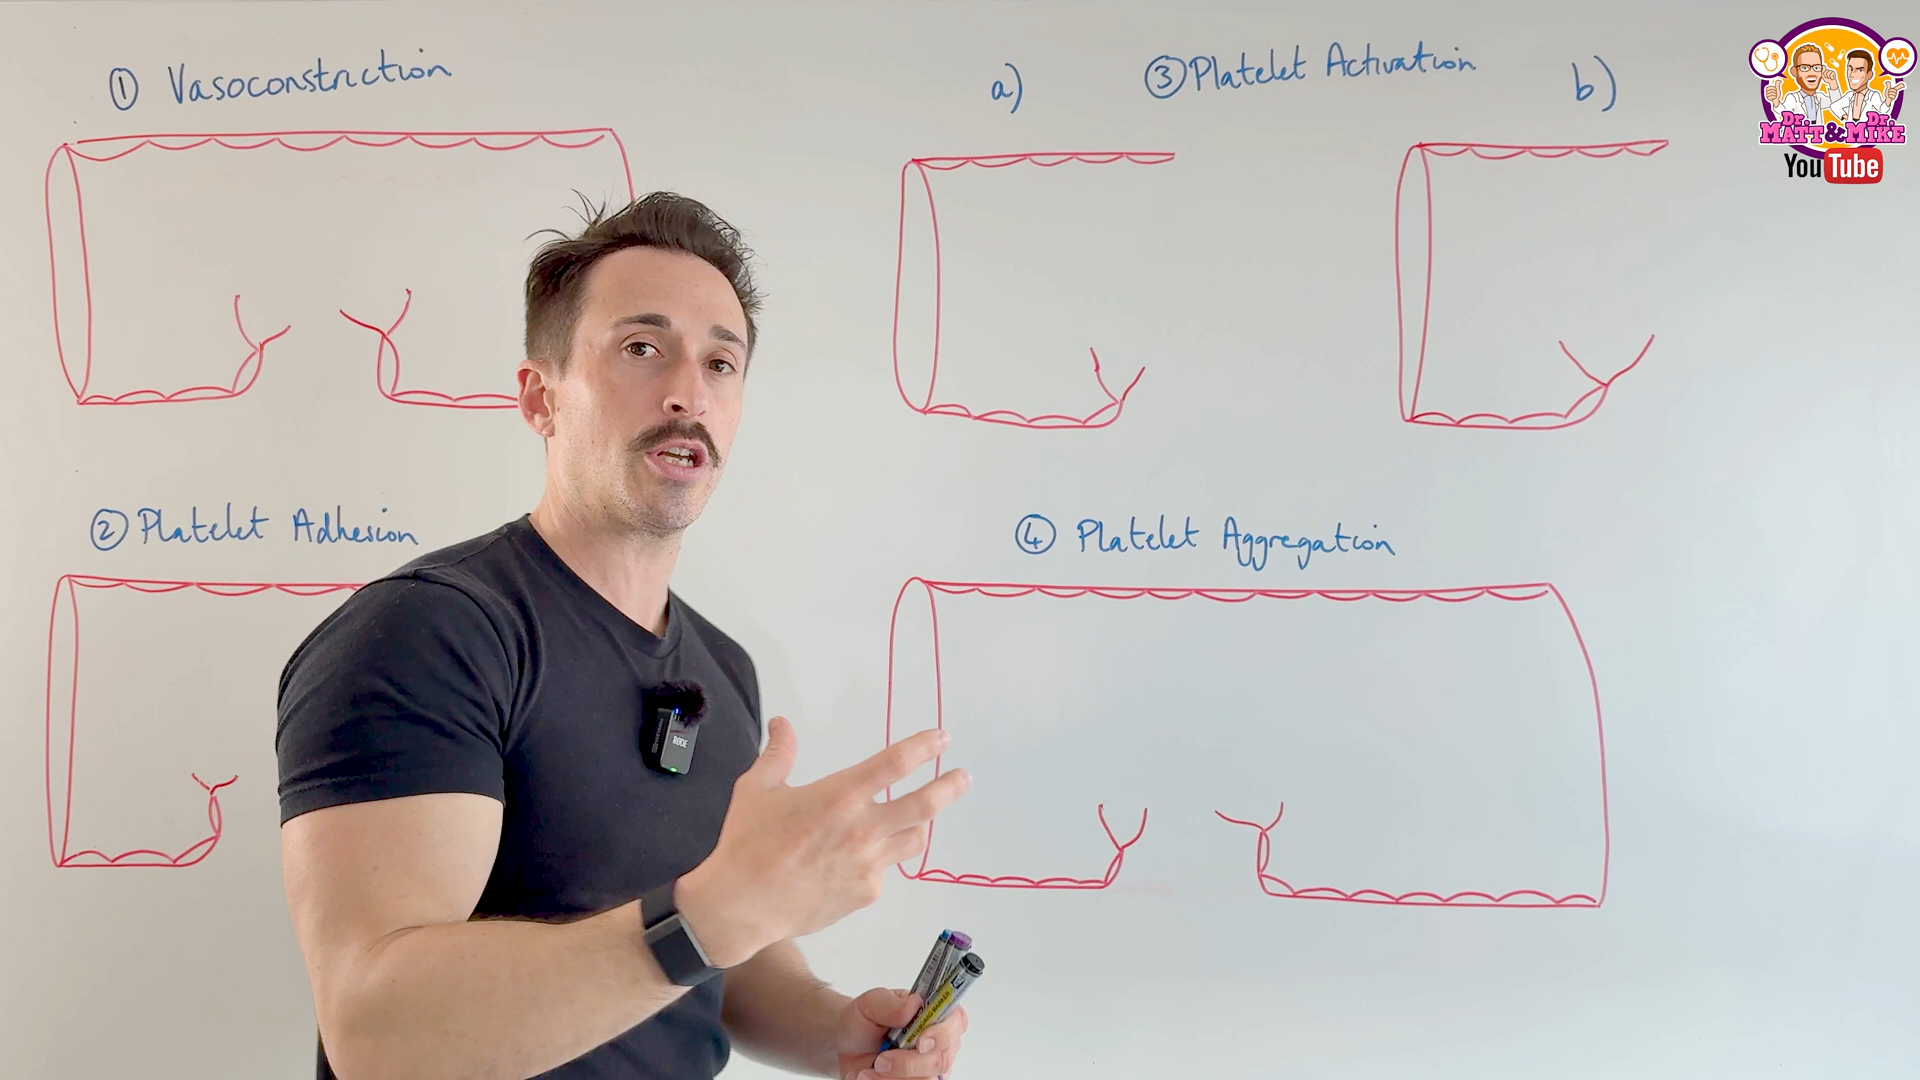 ① Vasoconstriction
a)
③ Platelet Activation
b)
Dr. Dr.
MATT & MIKE
YouTube
② Platelet Adhesion
④ Platelet Aggregation
RØDE